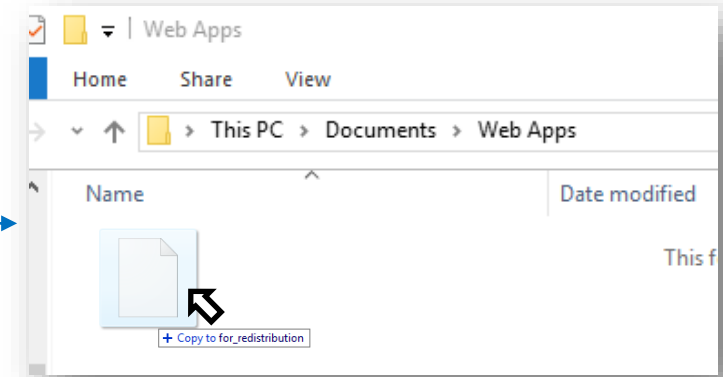 Web Apps
Home Share View
This PC > Documents > Web Apps
Name Date modified
This f
+ Copy to for_redistribution